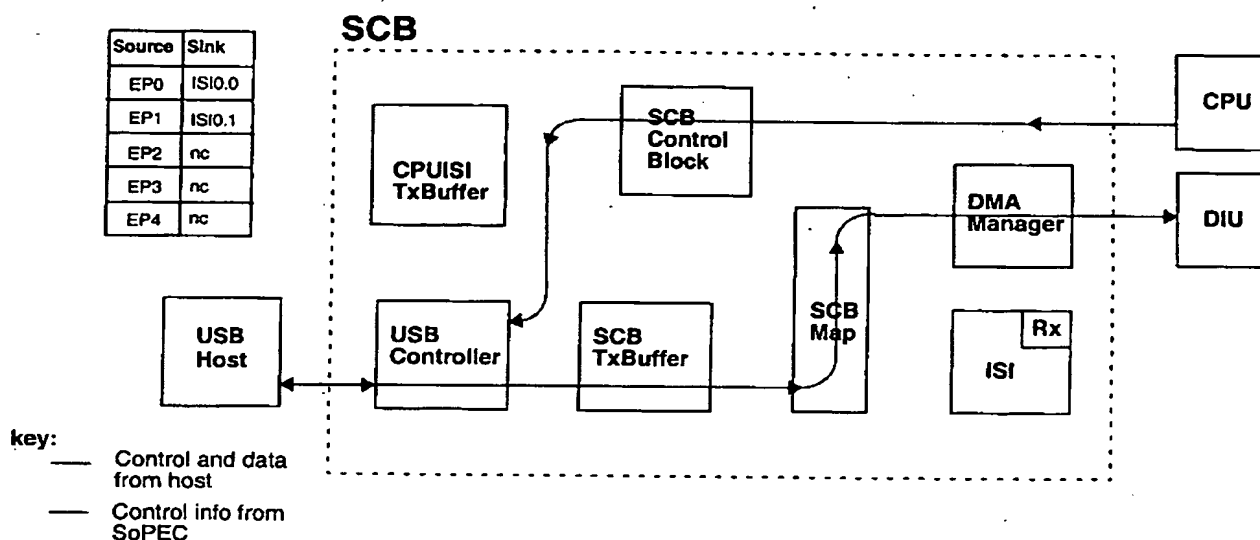 SCB
Source Sink
EP0 ISI0.0
EP1 ISI0.1
EP2 nc
EP3 nc
EP4 nc
CPUISI
TxBuffer
SCB
Control
Block
CPU
DMA
Manager
DIU
USB
Host
USB
Controller
SCB
TxBuffer
SCB
Map
Rx
ISI
key:
Control and data
from host
Control info from
SoPEC